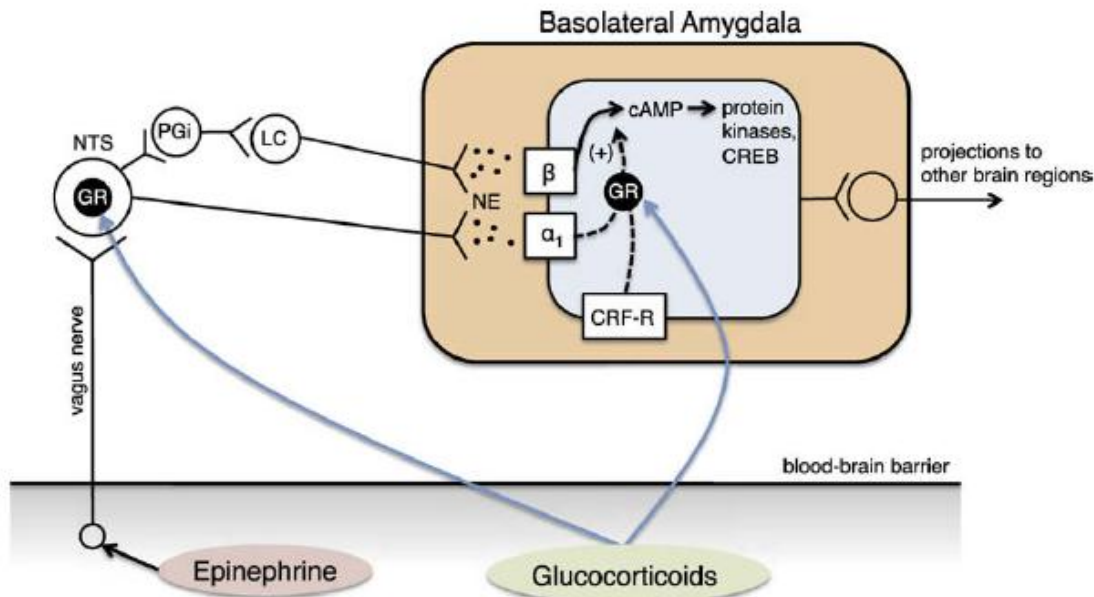 Basolateral Amygdala
NTS
PGi
LC
GR
NE
β
α1
(+)
cAMP
protein
kinases,
CREB
GR
CRF-R
projections to
other brain regions
vagus nerve
blood-brain barrier
Epinephrine
Glucocorticoids